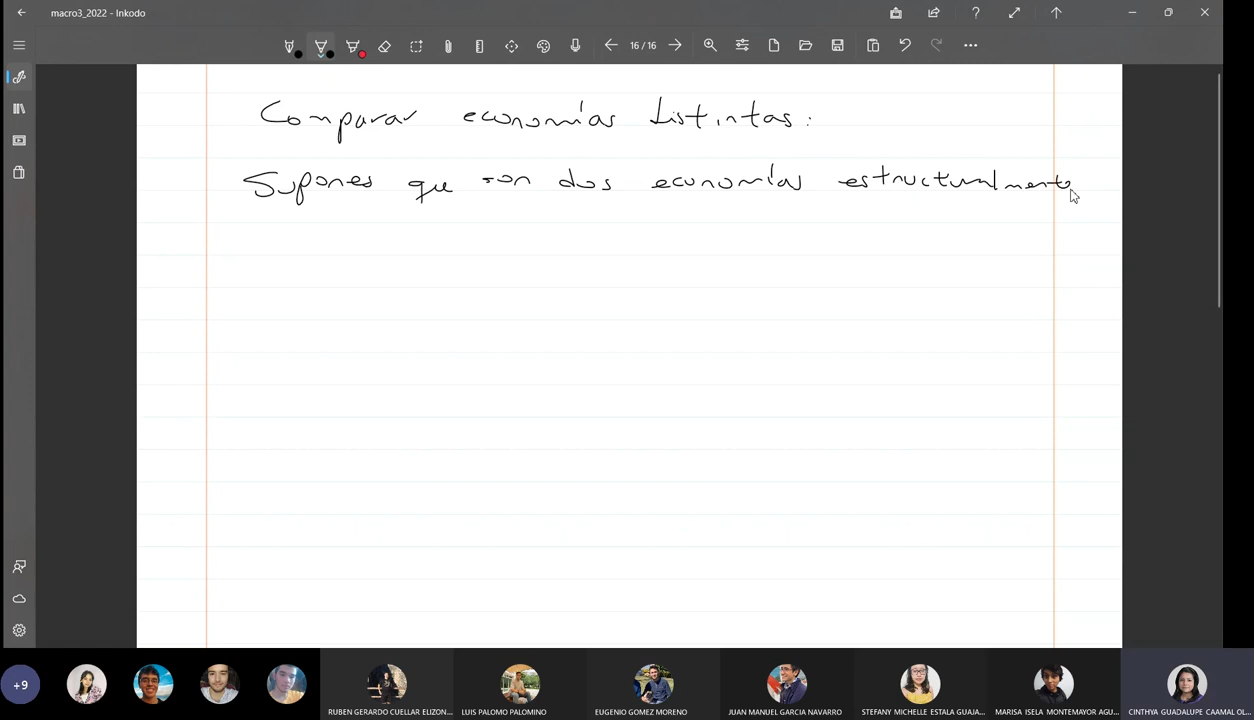 macro3_2022 - Inkodo
16 / 16
Comparar economías distintas:
Supones que son dos economías estructuralmente
+9
RUBEN GERARDO CUELLAR ELIZON...
LUIS PALOMO PALOMINO
EUGENIO GOMEZ MORENO
JUAN MANUEL GARCIA NAVARRO
STEFANY MICHELLE ESTALA GUAJA...
MARISA ISELA MONTEMAYOR AGU...
CINTHYA GUADALUPE CAAMAL OL...